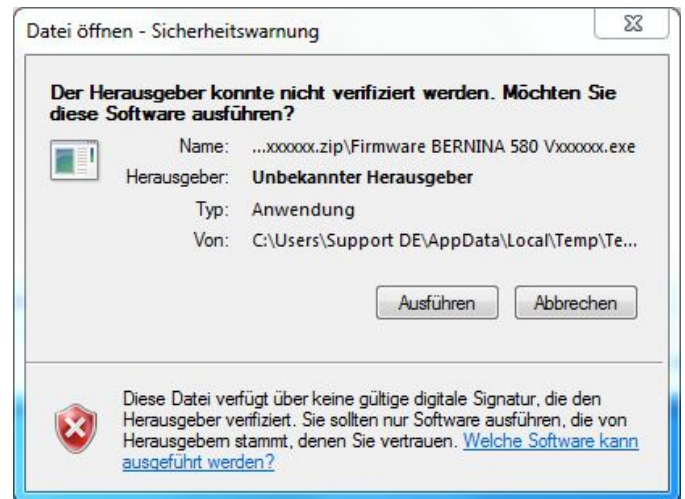 Datei öffnen - Sicherheitswarnung
Der Herausgeber konnte nicht verifiziert werden. Möchten Sie
diese Software ausführen?
Name: ...xxxxxx.zip\Firmware BERNINA 580 Vxxxxxx.exe
Herausgeber: Unbekannter Herausgeber
Typ: Anwendung
Von: C:\Users\Support DE\AppData\Local\Temp\Te...
Ausführen Abbrechen
Diese Datei verfügt über keine gültige digitale Signatur, die den
Herausgeber verifiziert. Sie sollten nur Software ausführen, die von
Herausgebern stammt, denen Sie vertrauen. Welche Software kann
ausgeführt werden?